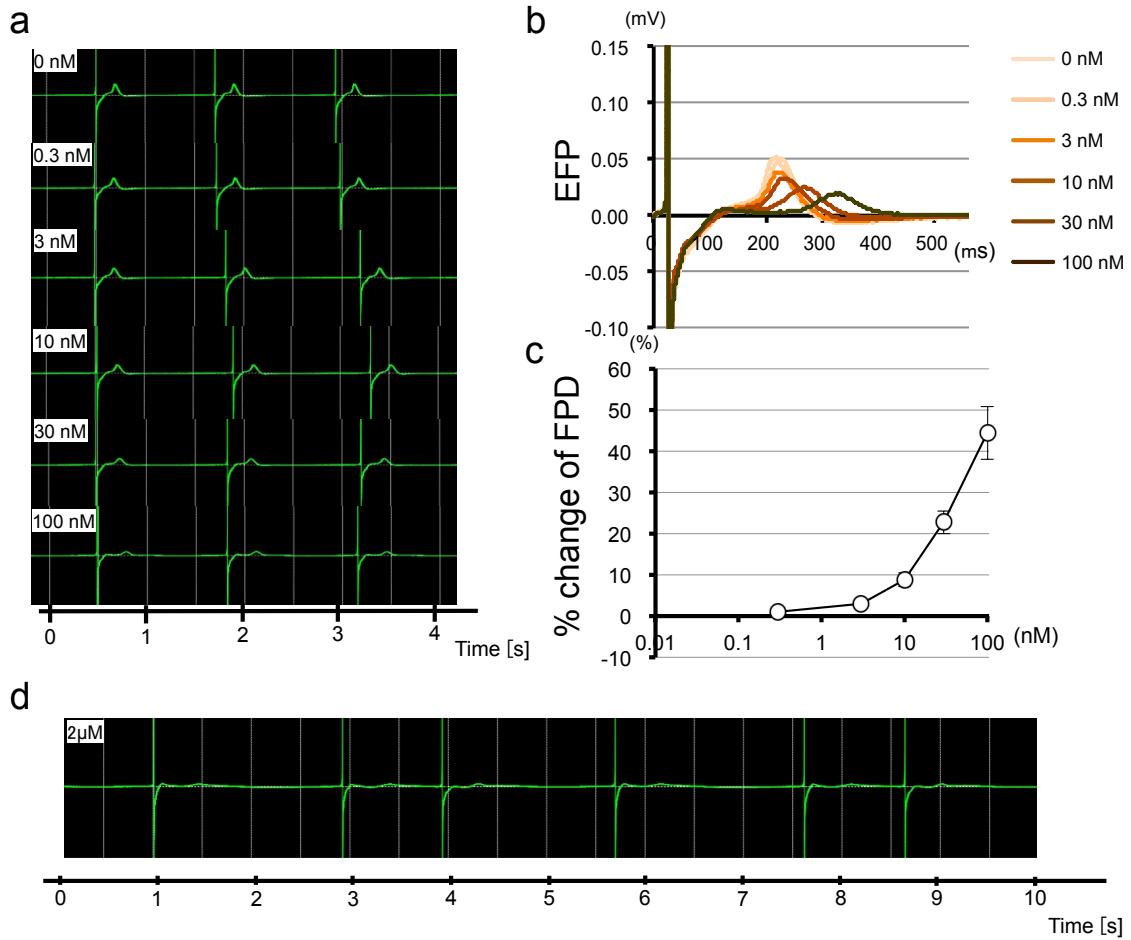 a
0 nM
0.3 nM
3 nM
10 nM
30 nM
100 nM
0 1 2 3 4
Time [s]
b
(mV)
0.15
0.10
0.05
0.00
-0.05
-0.10
EFP
0 100 200 300 400 500
(ms)
0 nM
0.3 nM
3 nM
10 nM
30 nM
100 nM
c
(%)
60
50
40
30
20
10
0
-10
% change of FPD
0.01 0.1 1 10 100 (nM)
d
2µM
0 1 2 3 4 5 6 7 8 9 10
Time [s]